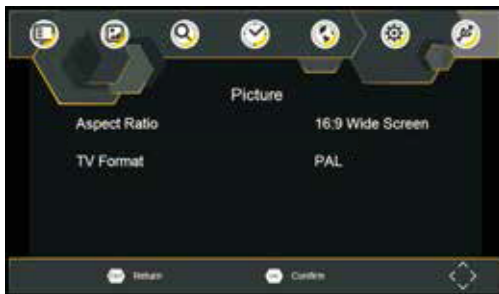 Picture
Aspect Ratio 16:9 Wide Screen
TV Format PAL
Return Confirm